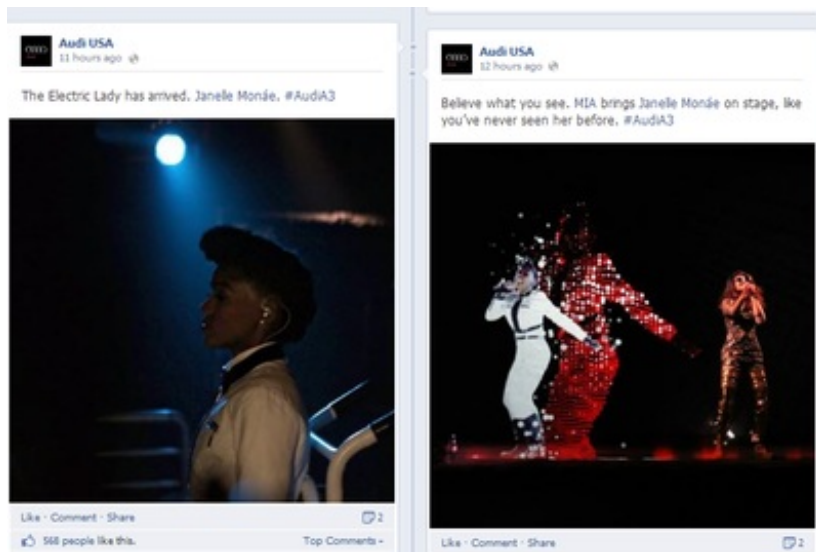 Audi USA
11 hours ago
The Electric Lady has arrived. Janelle Monáe. #AudiA3
Like · Comment · Share
2
568 people like this.
Top Comments
Audi USA
12 hours ago
Believe what you see. MIA brings Janelle Monáe on stage, like
you've never seen her before. #AudiA3
Like · Comment · Share
2